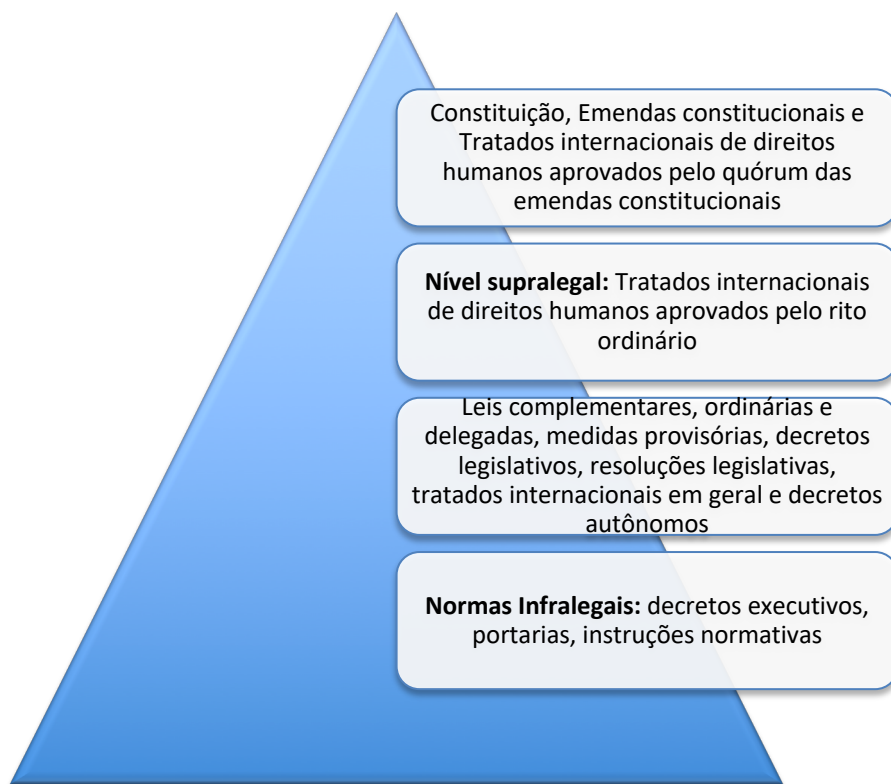 Constituição, Emendas constitucionais e
Tratados internacionais de direitos
humanos aprovados pelo quórum das
emendas constitucionais
Nível supralegal: Tratados internacionais
de direitos humanos aprovados pelo rito
ordinário
Leis complementares, ordinárias e
delegadas, medidas provisórias, decretos
legislativos, resoluções legislativas,
tratados internacionais em geral e decretos
autônomos
Normas Infralegais: decretos executivos,
portarias, instruções normativas